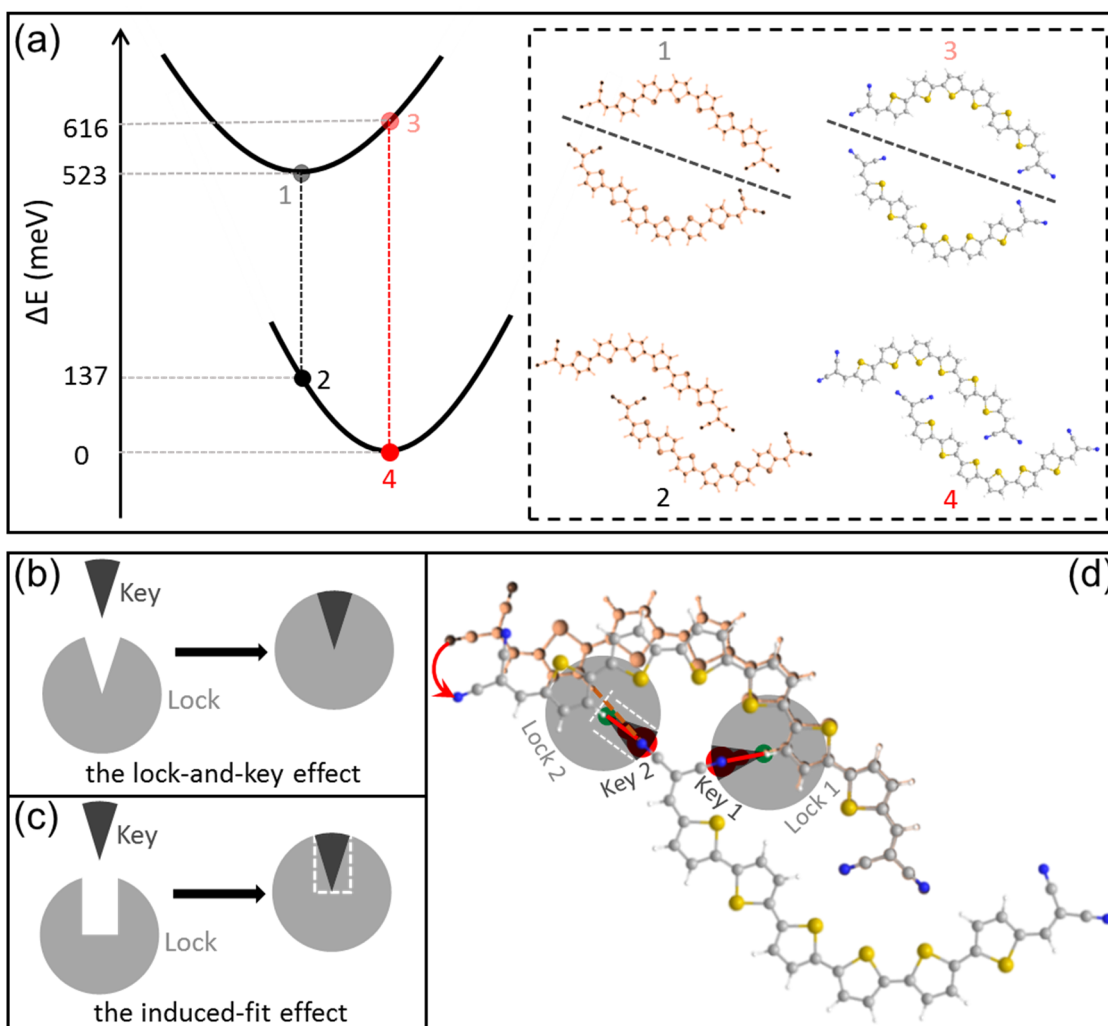 (a)
ΔE (meV)
616
523
137
0
1
2
3
4
1
3
2
4
(b)
Key
Lock
the lock-and-key effect
(c)
Key
Lock
the induced-fit effect
(d)
Lock 2
Key 2
Key 1
Lock 1